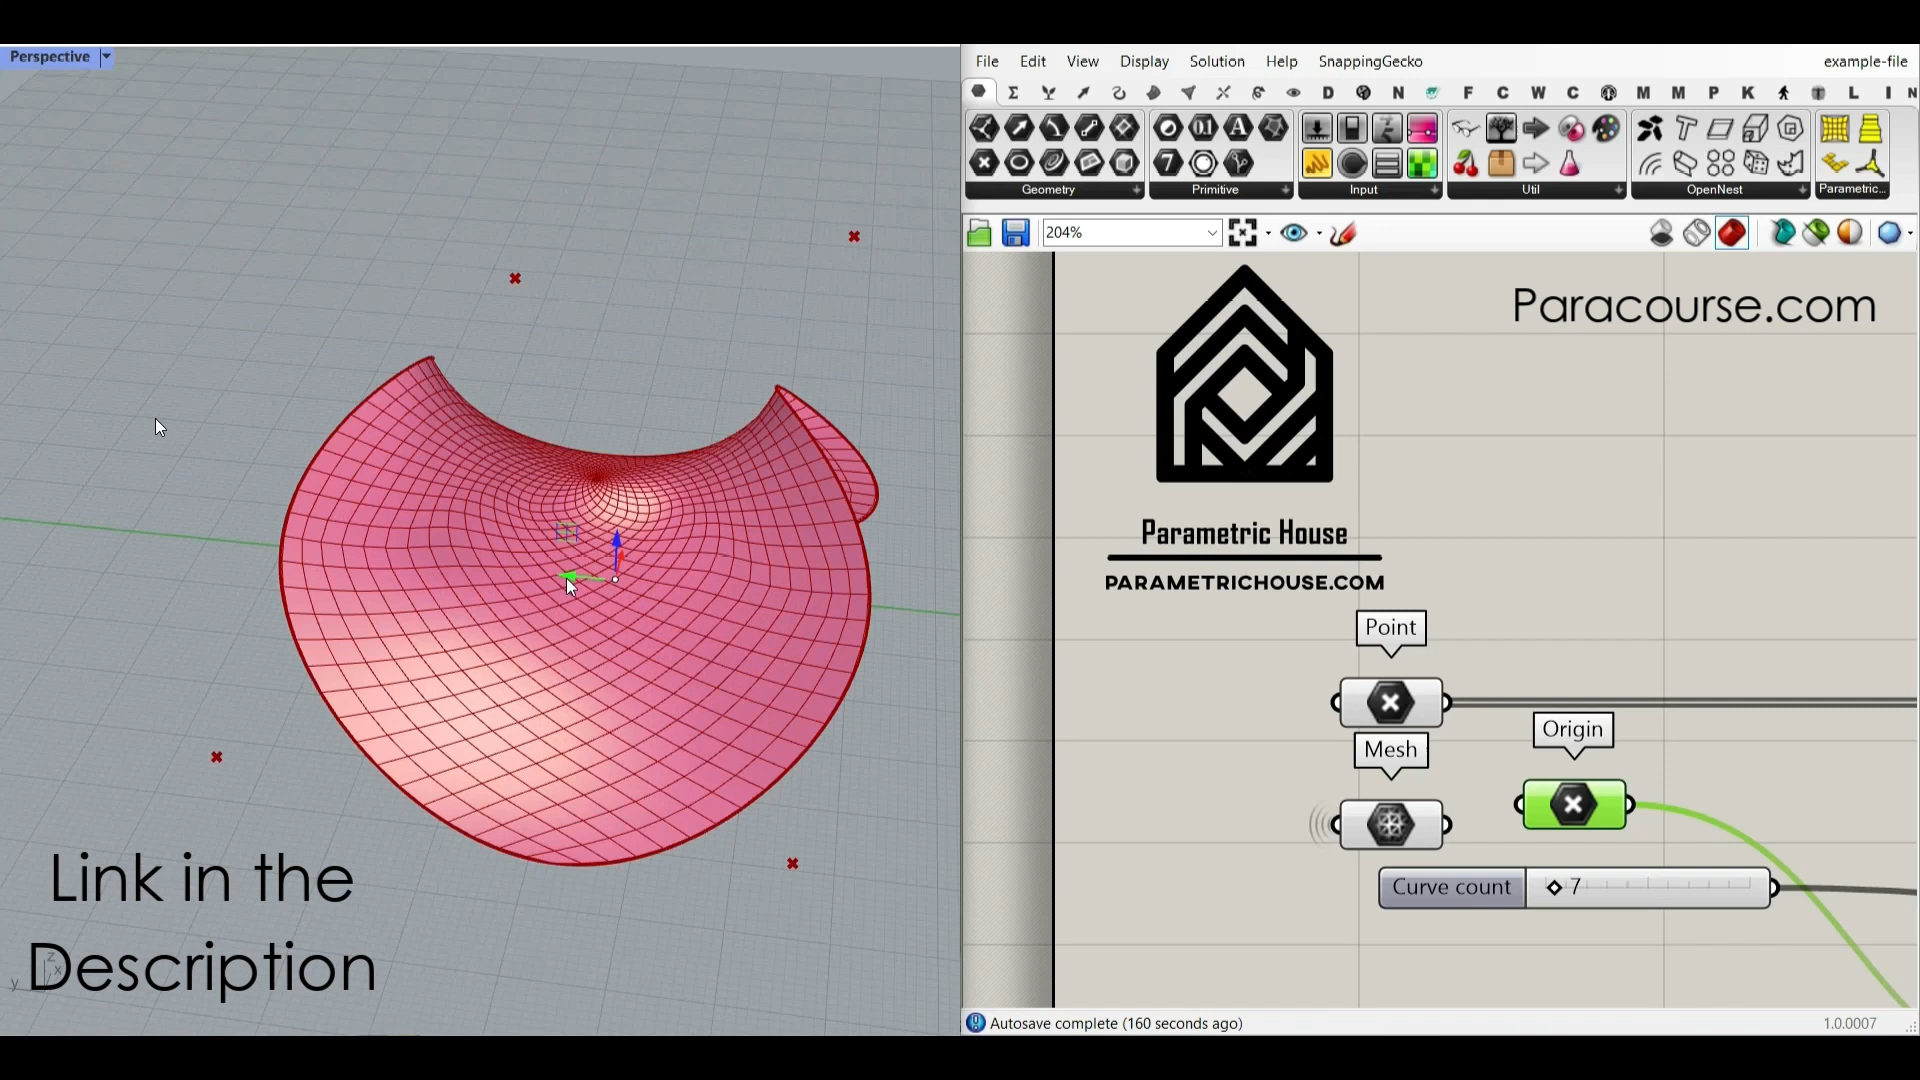 Perspective
File Edit View Display Solution Help SnappingGecko example-file
D N F C W C M M P K L I N
Geometry Primitive Input Util OpenNest Parametric...
204%
Paracourse.com
Parametric House
PARAMETRICHOUSE.COM
Point
Mesh
Origin
Curve count 7
Link in the
Description
z
x
y
Autosave complete (160 seconds ago) 1.0.0007